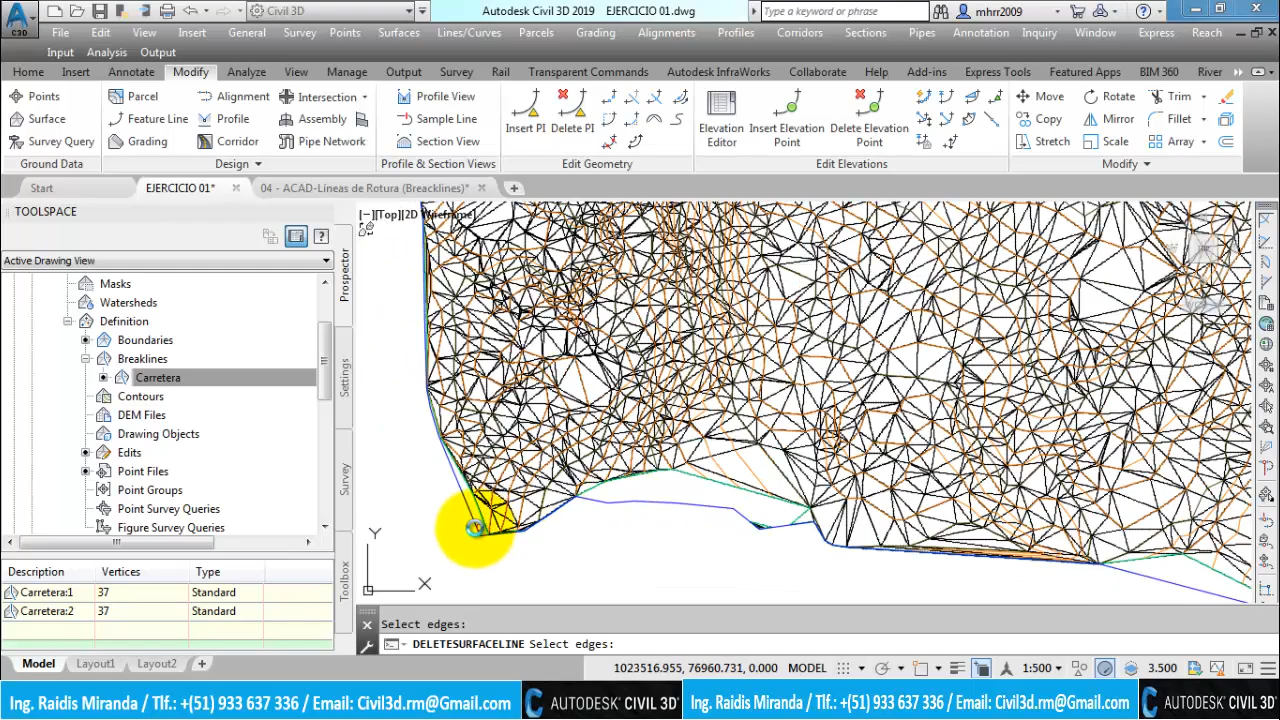 C3D
Civil 3D
Autodesk Civil 3D 2019 EJERCICIO 01.dwg
Type a keyword or phrase
mhrr2009
File Edit View Insert General Survey Points Surfaces Lines/Curves Parcels Grading Alignments Profiles Corridors Sections Pipes Annotation Inquiry Window Express Reach
Input Analysis Output
Home Insert Annotate Modify Analyze View Manage Output Survey Rail Transparent Commands Autodesk InfraWorks Collaborate Help Add-ins Express Tools Featured Apps BIM 360 River
Points Parcel Alignment Intersection Profile View Move Rotate Trim
Surface Feature Line Profile Assembly Sample Line Insert PI Delete PI Elevation Editor Insert Elevation Point Delete Elevation Point Copy Mirror Fillet
Survey Query Grading Corridor Pipe Network Section View Stretch Scale Array
Ground Data Design Profile & Section Views Edit Geometry Edit Elevations Modify
Start EJERCICIO 01* 04 - ACAD-Líneas de Rotura (Breacklines)*
TOOLSPACE
[−][Top][2D Wireframe]
Active Drawing View
Masks
Watersheds
Definition
Boundaries
Breaklines
Carretera
Contours
DEM Files
Drawing Objects
Edits
Point Files
Point Groups
Point Survey Queries
Figure Survey Queries
Prospector
Settings
Survey
Toolbox
Description Vertices Type
Carretera:1 37 Standard
Carretera:2 37 Standard
Y
X
Select edges:
DELETESURFACELINE Select edges:
Model Layout1 Layout2 +
1023516.955, 76960.731, 0.000 MODEL 1:500 3.500
Ing. Raidis Miranda / Tlf.: +(51) 933 637 336 / Email: Civil3d.rm@Gmail.com AUTODESK CIVIL 3D Ing. Raidis Miranda / Tlf.: +(51) 933 637 336 / Email: Civil3d.rm@Gmail.com AUTODESK CIVIL 3D